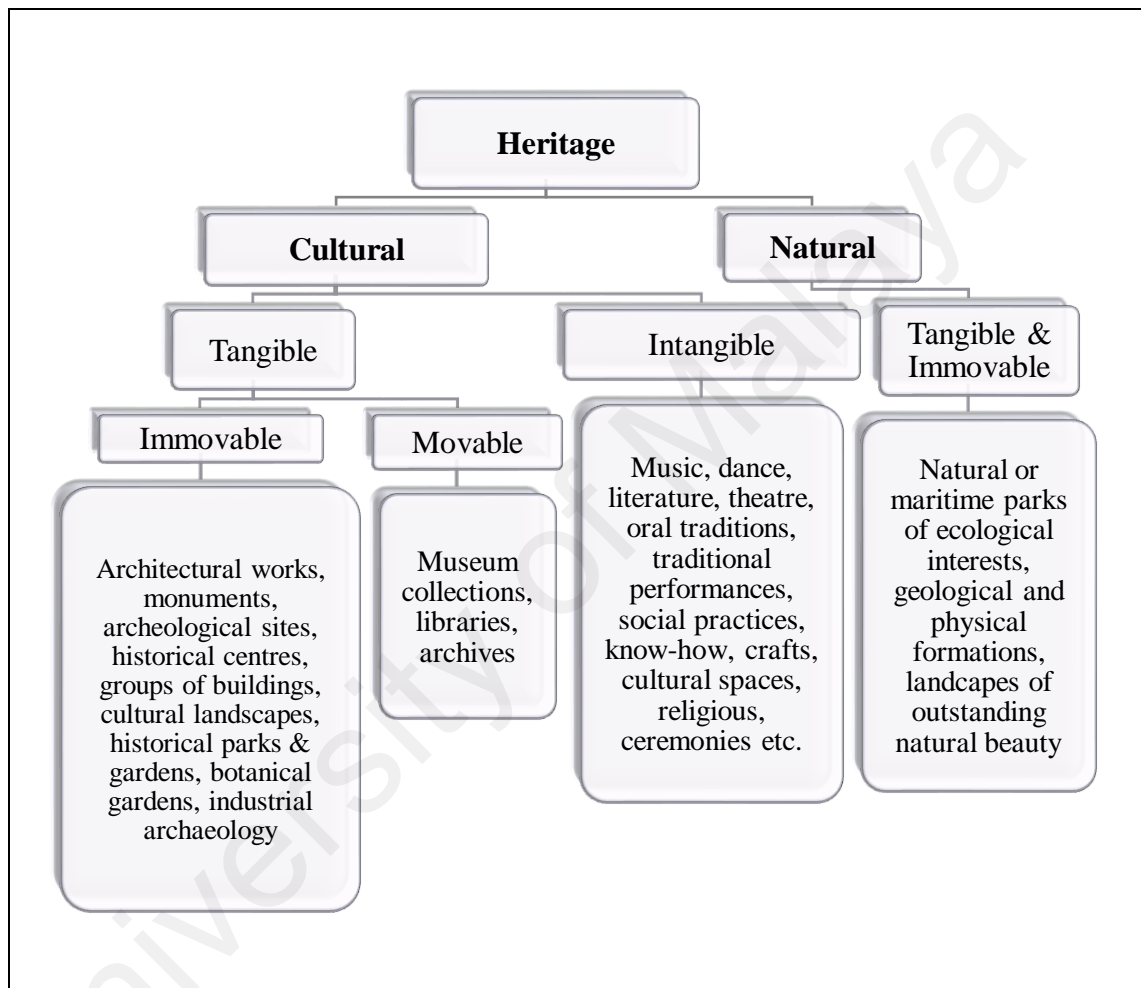 Heritage
Cultural
Natural
Tangible
Intangible
Tangible &
Immovable
Immovable
Movable
Architectural works,
monuments,
archeological sites,
historical centres,
groups of buildings,
cultural landscapes,
historical parks &
gardens, botanical
gardens, industrial
archaeology
Museum
collections,
libraries,
archives
Music, dance,
literature, theatre,
oral traditions,
traditional
performances,
social practices,
know-how, crafts,
cultural spaces,
religious,
ceremonies etc.
Natural or
maritime parks
of ecological
interests,
geological and
physical
formations,
landcapes of
outstanding
natural beauty
University of Malaya